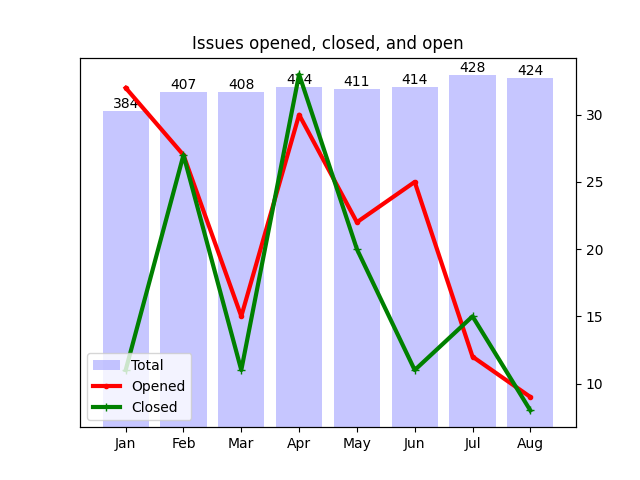 Issues opened, closed, and open
384
407
408
411
414
428
424
30
25
20
15
10
Total
Opened
Closed
Jan
Feb
Mar
Apr
May
Jun
Jul
Aug